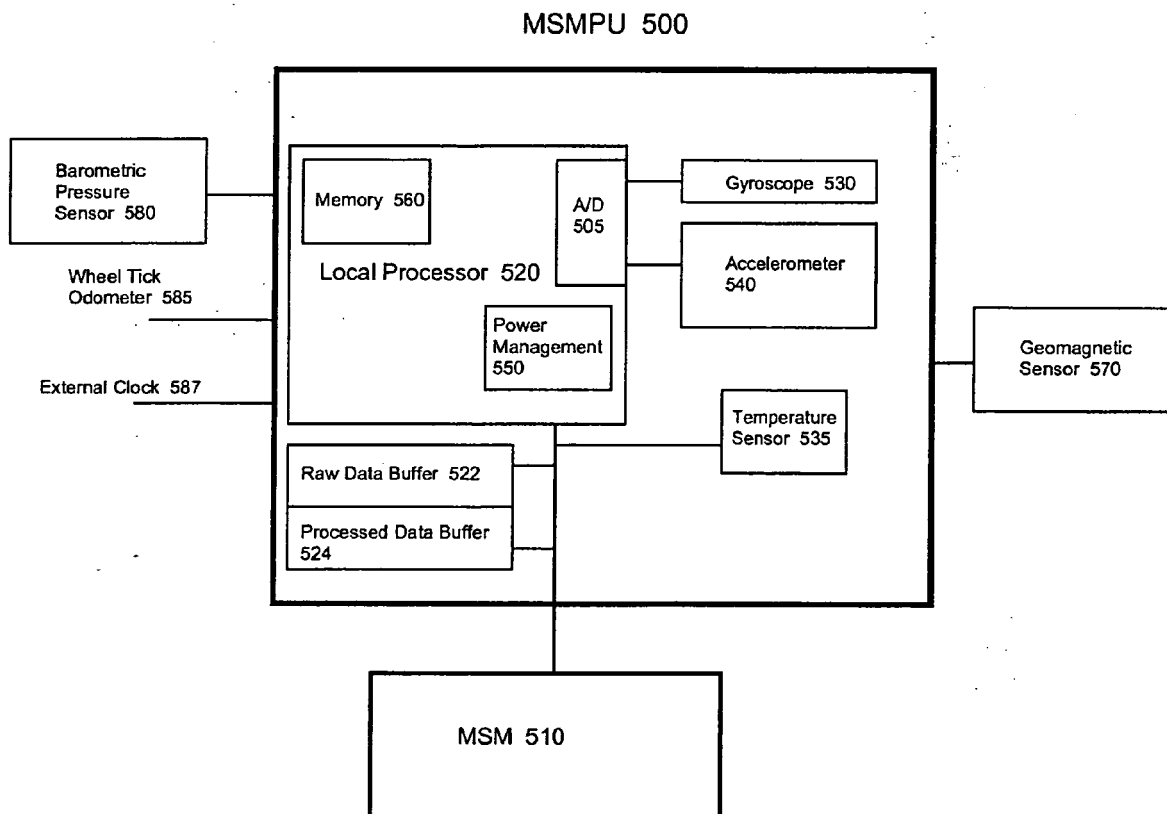 MSMPU 500
Barometric
Pressure
Sensor 580
Wheel Tick
Odometer 585
External Clock 587
Memory 560
A/D
505
Local Processor 520
Power
Management
550
Gyroscope 530
Accelerometer
540
Geomagnetic
Sensor 570
Temperature
Sensor 535
Raw Data Buffer 522
Processed Data Buffer
524
MSM 510